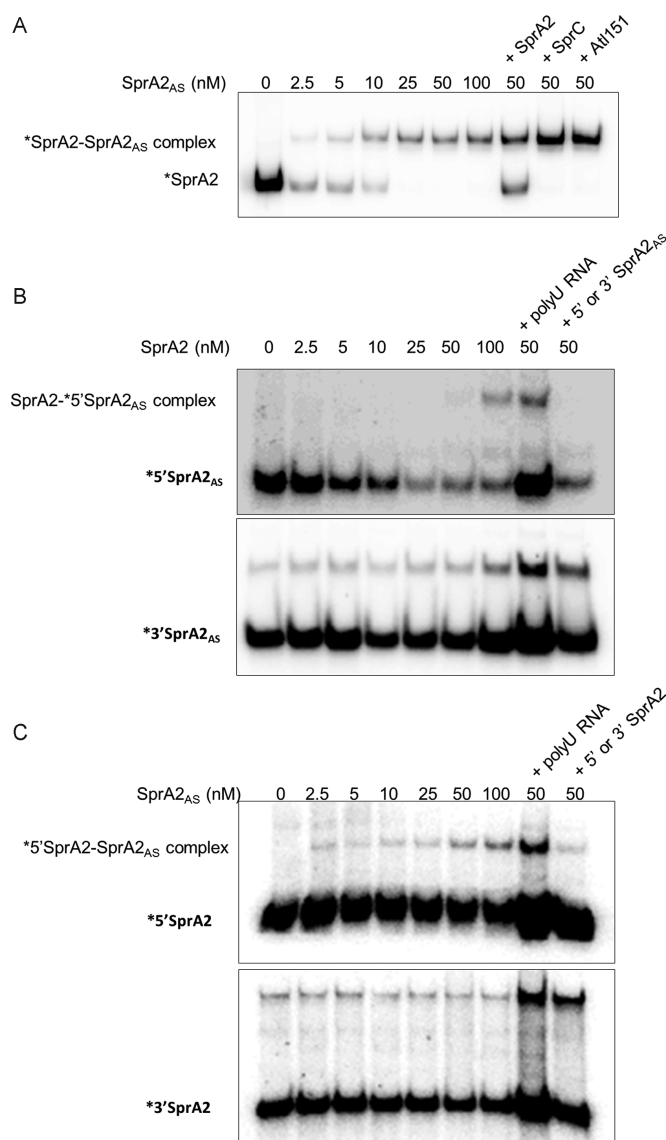 A
+ SprA2
+ SprC
+ Atl151
SprA2AS (nM) 0 2.5 5 10 25 50 100 50 50 50
*SprA2-SprA2AS complex
*SprA2
B
+ polyU RNA
+ 5' or 3' SprA2AS
SprA2 (nM) 0 2.5 5 10 25 50 100 50 50
SprA2-*5'SprA2AS complex
*5'SprA2AS
*3'SprA2AS
C
+ polyU RNA
+ 5' or 3' SprA2
SprA2AS (nM) 0 2.5 5 10 25 50 100 50 50
*5'SprA2-SprA2AS complex
*5'SprA2
*3'SprA2